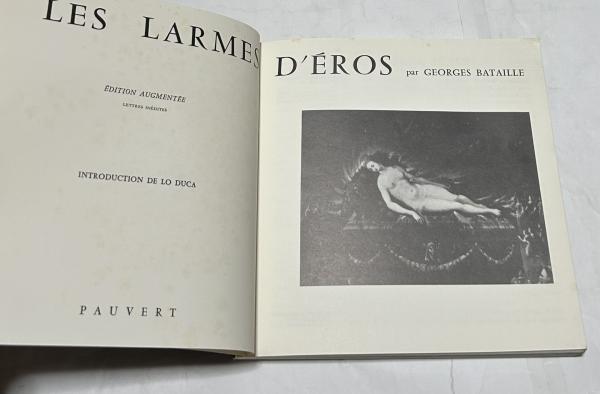 LES LARMES D'ÉROS par GEORGES BATAILLE
ÉDITION AUGMENTÉE
LETTRES INÉDITES
INTRODUCTION DE LO DUCA
PAUVERT